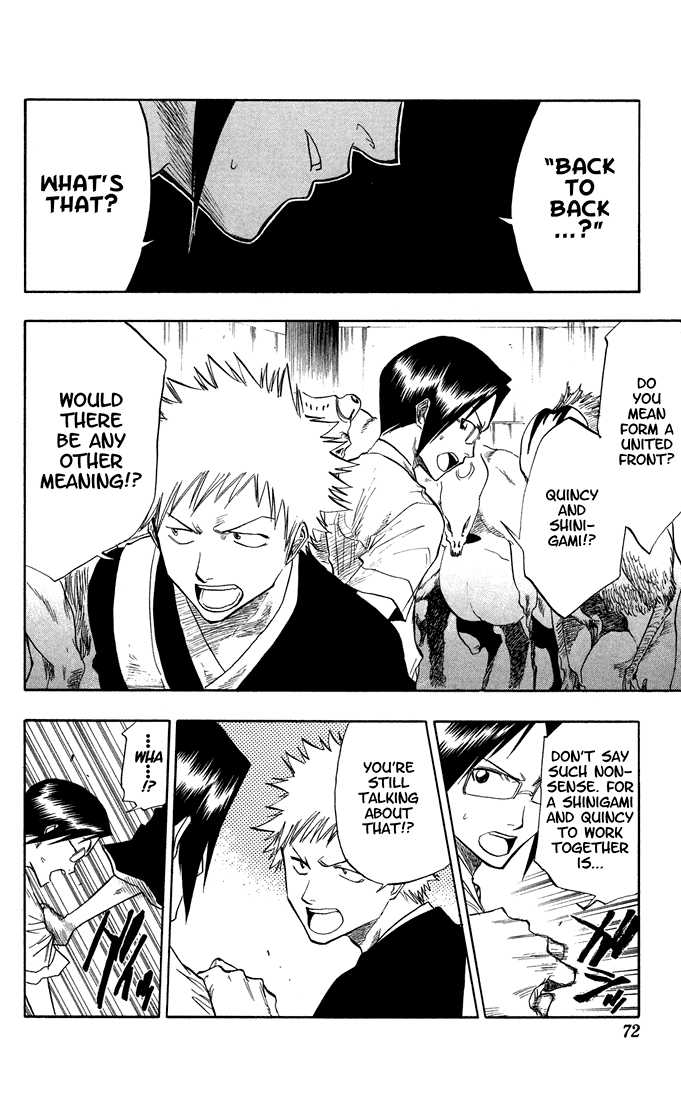 "BACK
TO
BACK
...?"
WHAT'S
THAT?
DO
YOU
MEAN
FORM A
UNITED
FRONT?
QUINCY
AND
SHINI-
GAMI!?
WOULD
THERE
BE ANY
OTHER
MEANING!?
DON'T SAY
SUCH NON-
SENSE. FOR
A SHINIGAMI
AND QUINCY
TO WORK
TOGETHER
IS...
YOU'RE
STILL
TALKING
ABOUT
THAT!?
......
WHA
...
!?
72